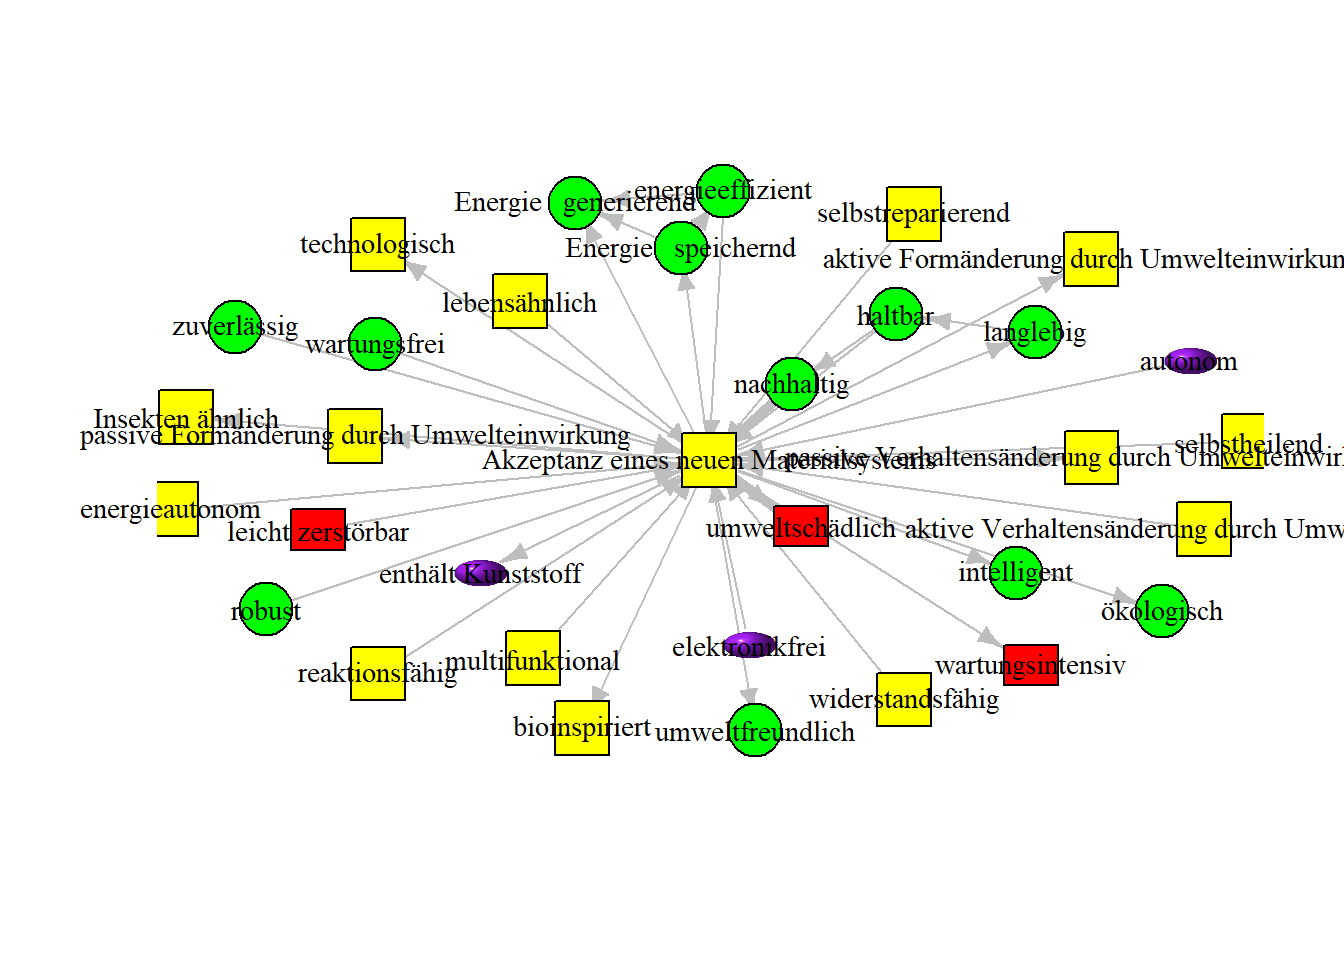 energieeffizient
Energie generierend
selbstreparierend
technologisch
Energie speichernd
aktive Formänderung durch Umwelteinwirkun
lebensähnlich
haltbar
zuverlässig
langlebig
wartungsfrei
autonom
nachhaltig
Insekten ähnlich
passive Formänderung durch Umwelteinwirkung
selbstheilend
Akzeptanz eines neuen Materialsystems
passive Verhaltensänderung durch Umwelteinwirk
energieautonom
leicht zerstörbar
umweltschädlich
aktive Verhaltensänderung durch Umw
enthält Kunststoff
intelligent
robust
ökologisch
elektronikfrei
multifunktional
wartungsintensiv
reaktionsfähig
widerstandsfähig
bioinspiriert
umweltfreundlich